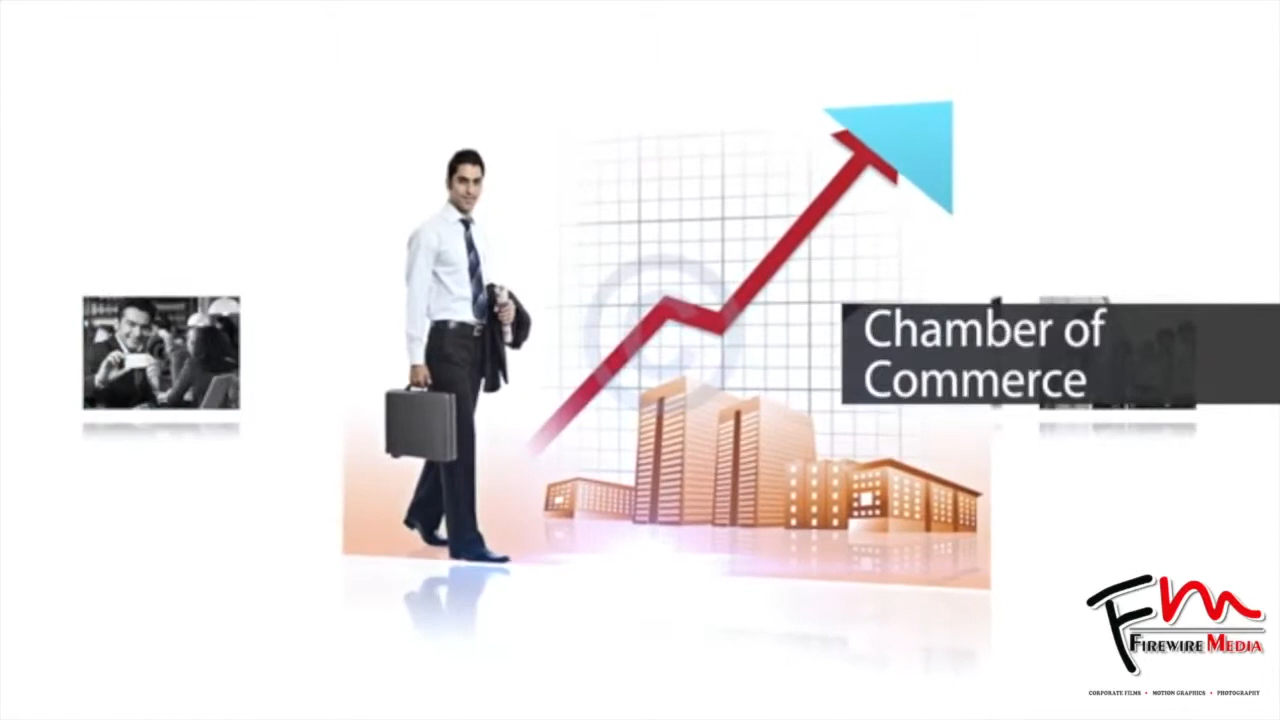 Chamber of
Commerce
Fm
FIREWIRE MEDIA
CORPORATE FILMS • MOTION GRAPHICS • PHOTOGRAPHY